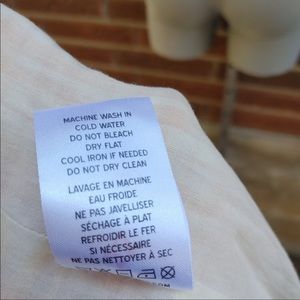 MACHINE WASH IN
COLD WATER
DO NOT BLEACH
DRY FLAT
COOL IRON IF NEEDED
DO NOT DRY CLEAN
LAVAGE EN MACHINE
EAU FROIDE
NE PAS JAVELLISER
SÉCHAGE À PLAT
REFROIDIR LE FER
SI NÉCESSAIRE
NE PAS NETTOYER À SEC